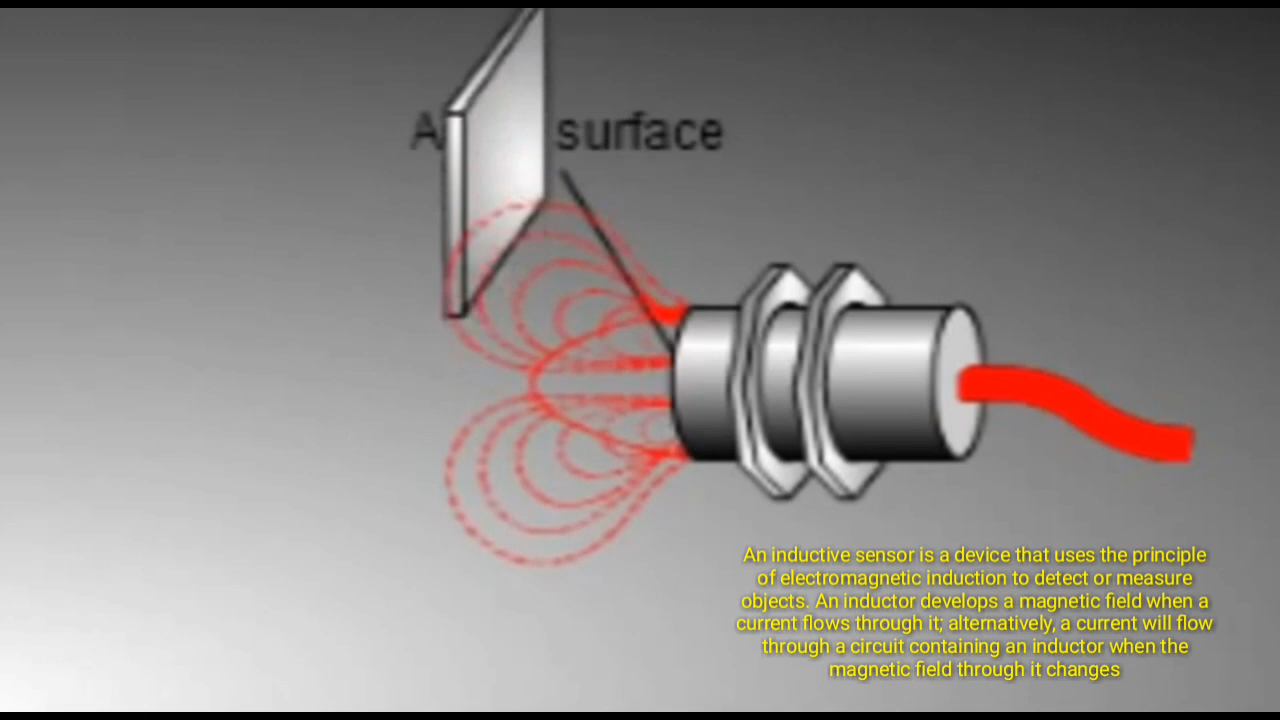 A surface
An inductive sensor is a device that uses the principle
of electromagnetic induction to detect or measure
objects. An inductor develops a magnetic field when a
current flows through it; alternatively, a current will flow
through a circuit containing an inductor when the
magnetic field through it changes